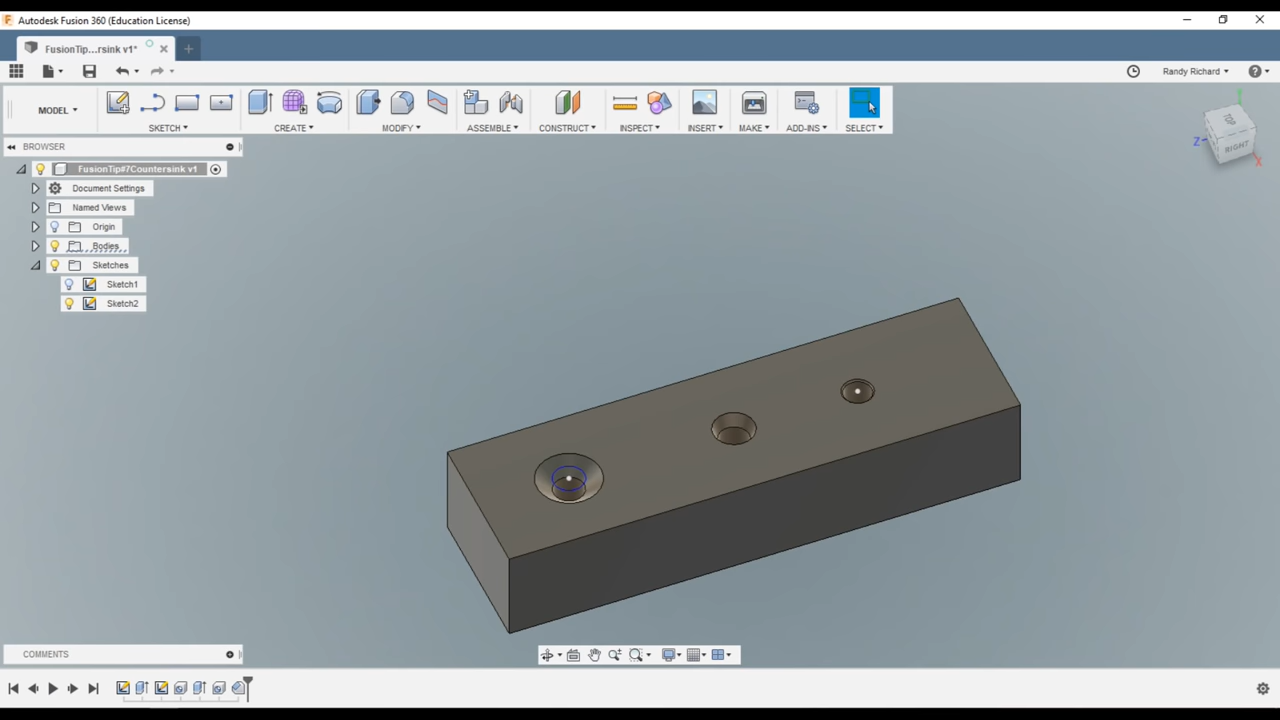 Autodesk Fusion 360 (Education License)
FusionTip...rsink v1*
Randy Richard
MODEL
SKETCH
CREATE
MODIFY
ASSEMBLE
CONSTRUCT
INSPECT
INSERT
MAKE
ADD-INS
SELECT
BROWSER
FusionTip#7Countersink v1
Document Settings
Named Views
Origin
Bodies
Sketches
Sketch1
Sketch2
TOP
RIGHT
Z
X
COMMENTS